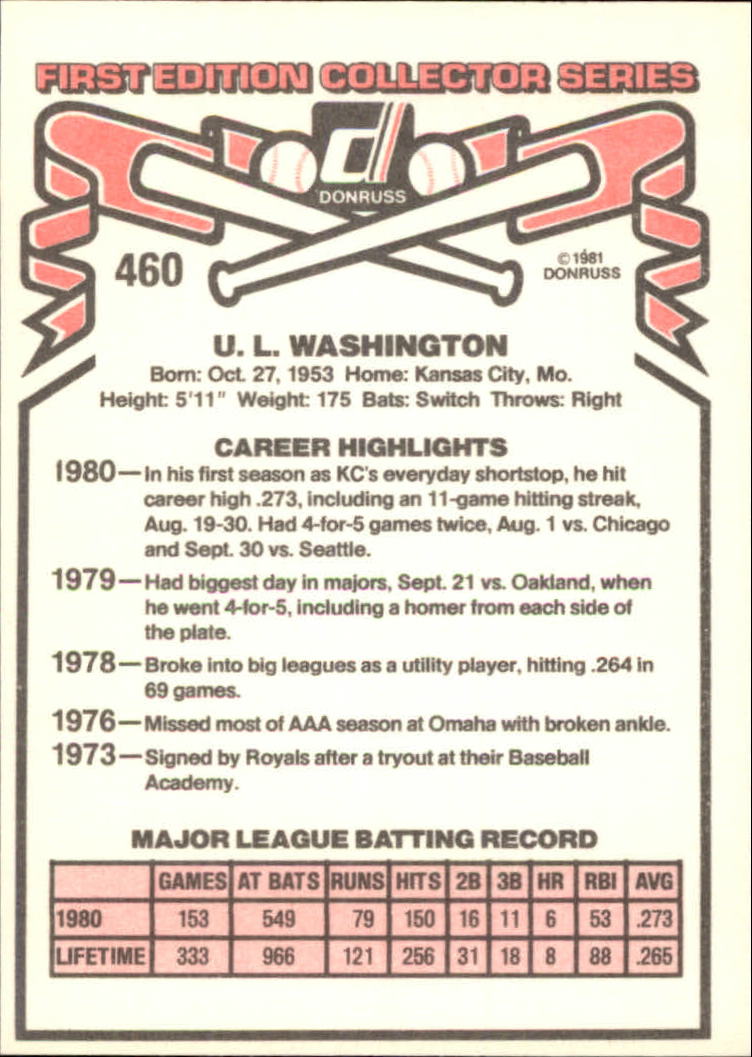 FIRST EDITION COLLECTOR SERIES
d
DONRUSS
460
© 1981
DONRUSS
U. L. WASHINGTON
Born: Oct. 27, 1953 Home: Kansas City, Mo.
Height: 5'11" Weight: 175 Bats: Switch Throws: Right
CAREER HIGHLIGHTS
1980—In his first season as KC's everyday shortstop, he hit
career high .273, including an 11-game hitting streak,
Aug. 19-30. Had 4-for-5 games twice, Aug. 1 vs. Chicago
and Sept. 30 vs. Seattle.
1979—Had biggest day in majors, Sept. 21 vs. Oakland, when
he went 4-for-5, including a homer from each side of
the plate.
1978—Broke into big leagues as a utility player, hitting .264 in
69 games.
1976—Missed most of AAA season at Omaha with broken ankle.
1973—Signed by Royals after a tryout at their Baseball
Academy.
MAJOR LEAGUE BATTING RECORD
GAMES AT BATS RUNS HITS 2B 3B HR RBI AVG
1980 153 549 79 150 16 11 6 53 .273
LIFETIME 333 966 121 256 31 18 8 88 .265